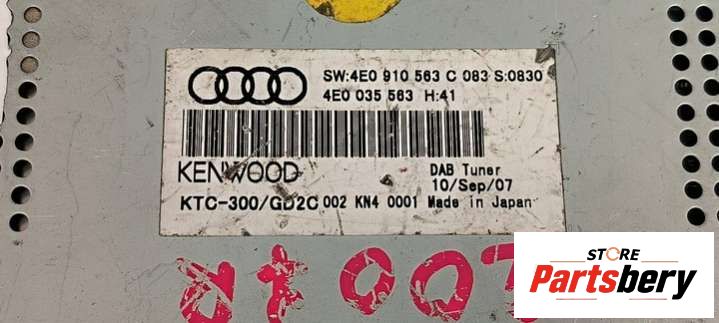 SW:4E0 910 563 C 083 S:0830
4E0 035 563 H:41
KENWOOD
DAB Tuner
10/Sep/07
KTC-300/GD2C 002 KN4 0001 Made in Japan
STORE
Partsbery